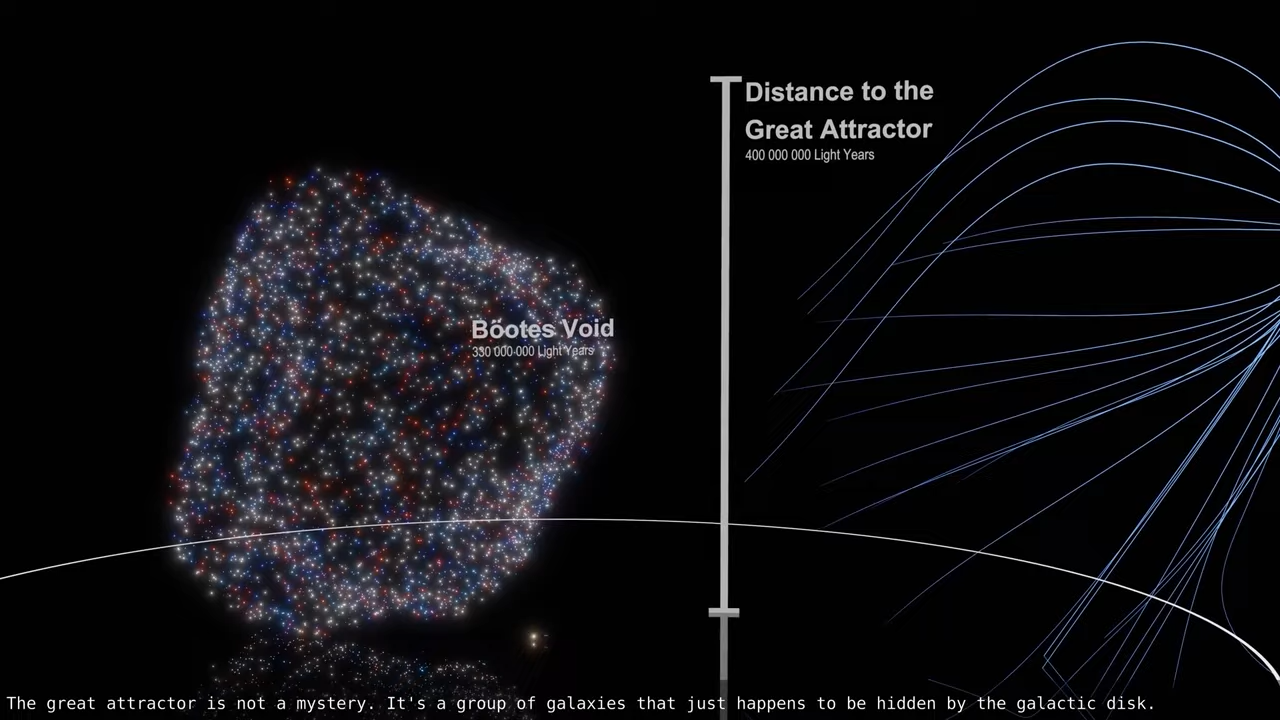 Distance to the
Great Attractor
400 000 000 Light Years
Böotes Void
330 000 000 Light Years
The great attractor is not a mystery. It's a group of galaxies that just happens to be hidden by the galactic disk.